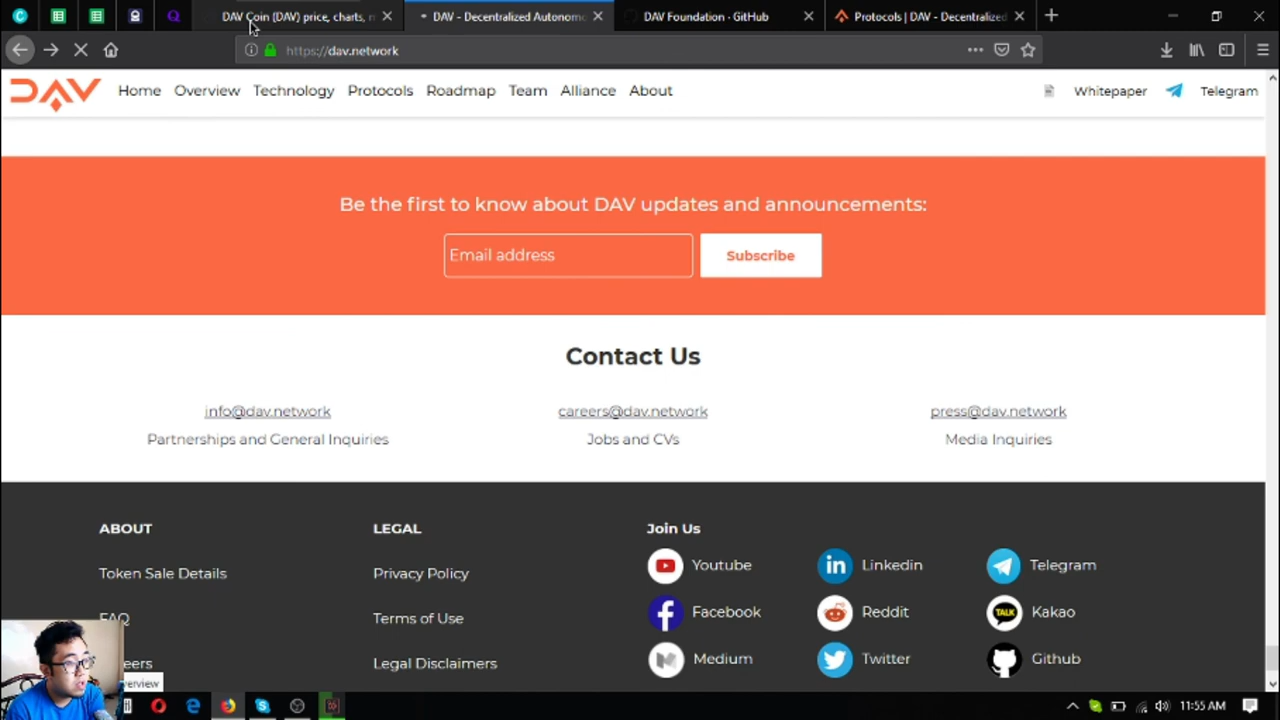 DAV Coin (DAV) price, charts, m
DAV - Decentralized Autonomo
DAV Foundation · GitHub
Protocols | DAV - Decentralized
https://dav.network
DAV
Home
Overview
Technology
Protocols
Roadmap
Team
Alliance
About
Whitepaper
Telegram
Be the first to know about DAV updates and announcements:
Email address
Subscribe
Contact Us
info@dav.network
careers@dav.network
press@dav.network
Partnerships and General Inquiries
Jobs and CVs
Media Inquiries
ABOUT
LEGAL
Join Us
Token Sale Details
Privacy Policy
Youtube
Linkedin
Telegram
FAQ
Terms of Use
Facebook
Reddit
TALK
Kakao
eers
Legal Disclaimers
Medium
Twitter
Github
verview
11:55 AM